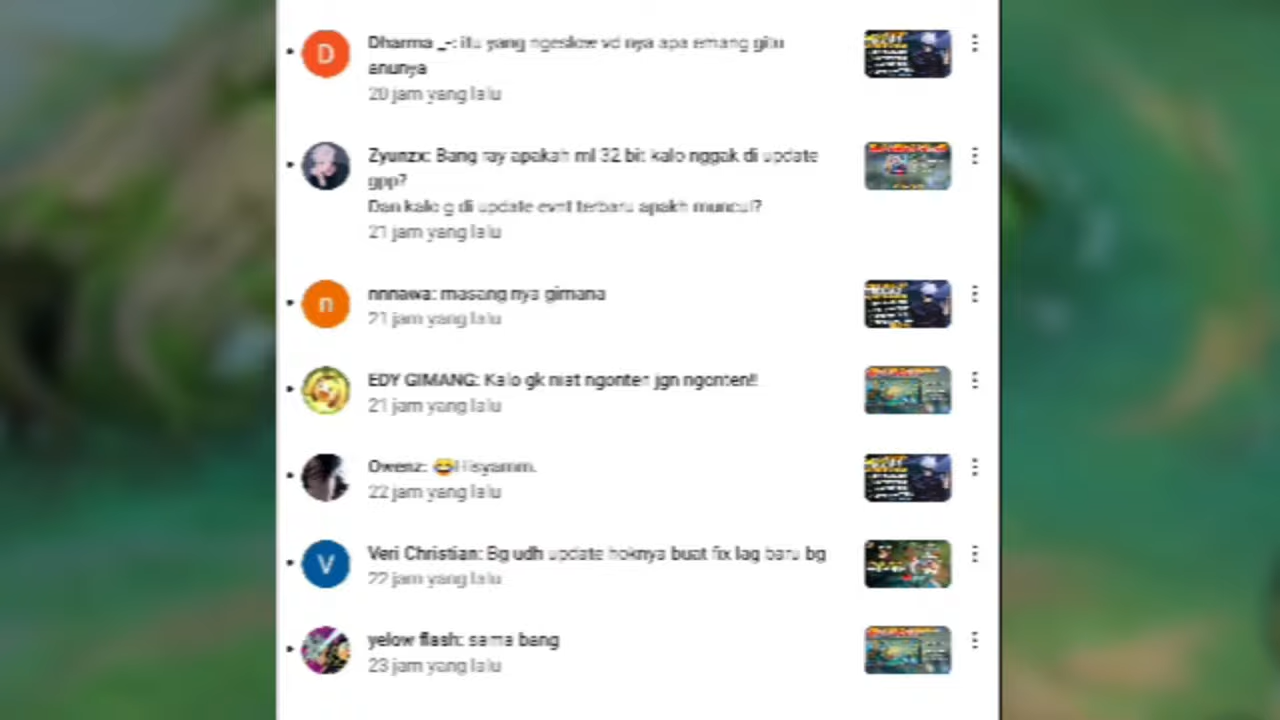 D
Dharma _-: itu yang ngeslow vd nya apa emang gitu
anunya
20 jam yang lalu
Zyunzx: Bang ray apakah ml 32 bit kalo nggak di update
gpp?
Dan kalo g di update evnt terbaru apakh muncul?
21 jam yang lalu
n
nnnawa: masang nya gimana
21 jam yang lalu
EDY GIMANG: Kalo gk niat ngonten jgn ngonten!!
21 jam yang lalu
Owenz: 😅Hisyamm.
22 jam yang lalu
V
Veri Christian: Bg udh update hoknya buat fix lag baru bg
22 jam yang lalu
yelow flash: sama bang
23 jam yang lalu